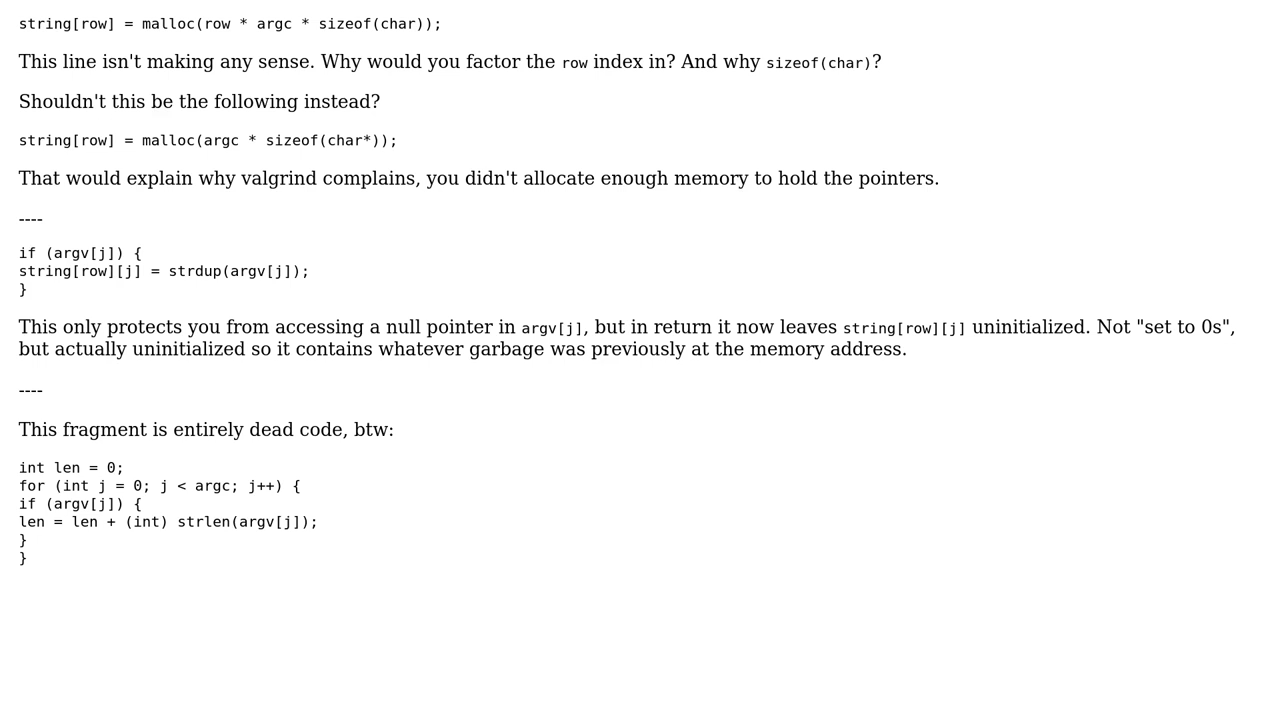 string[row] = malloc(row * argc * sizeof(char));
This line isn't making any sense. Why would you factor the row index in? And why sizeof(char)?
Shouldn't this be the following instead?
string[row] = malloc(argc * sizeof(char*));
That would explain why valgrind complains, you didn't allocate enough memory to hold the pointers.
----
if (argv[j]) {
string[row][j] = strdup(argv[j]);
}
This only protects you from accessing a null pointer in argv[j], but in return it now leaves string[row][j] uninitialized. Not "set to 0s",
but actually uninitialized so it contains whatever garbage was previously at the memory address.
----
This fragment is entirely dead code, btw:
int len = 0;
for (int j = 0; j < argc; j++) {
if (argv[j]) {
len = len + (int) strlen(argv[j]);
}
}